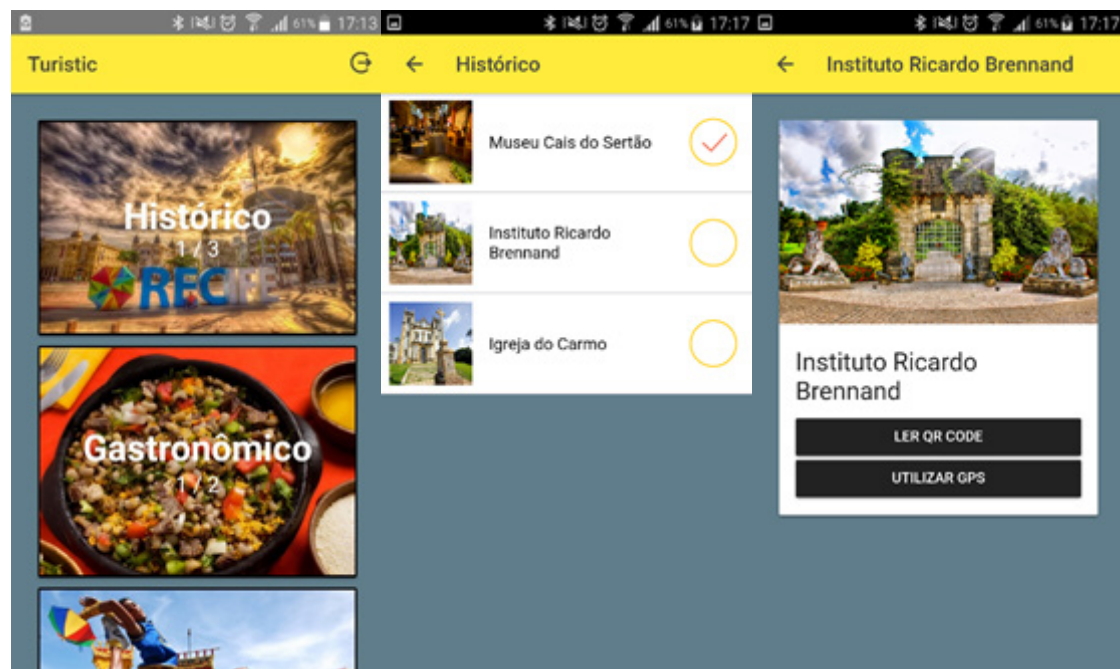 61% 17:13
Turistic
Histórico
1 / 3
RECIFE
Gastronômico
1 / 2
61% 17:17
Histórico
Museu Cais do Sertão
Instituto Ricardo
Brennand
Igreja do Carmo
61% 17:17
Instituto Ricardo Brennand
Instituto Ricardo
Brennand
LER QR CODE
UTILIZAR GPS